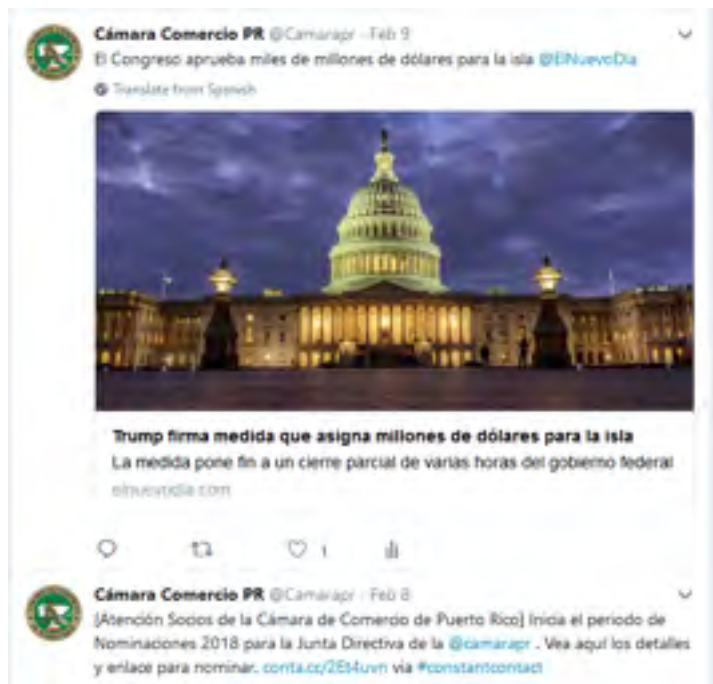 Cámara Comercio PR @Camarapr · Feb 9
El Congreso aprueba miles de millones de dólares para la isla @ElNuevoDia
Translate from Spanish
Trump firma medida que asigna millones de dólares para la isla
La medida pone fin a un cierre parcial de varias horas del gobierno federal
elnuevodia.com
1
Cámara Comercio PR @Camarapr · Feb 8
[Atención Socios de la Cámara de Comercio de Puerto Rico] Inicia el periodo de
Nominaciones 2018 para la Junta Directiva de la @camarapr . Vea aquí los detalles
y enlace para nominar. conta.cc/2Et4uvn via #constantcontact